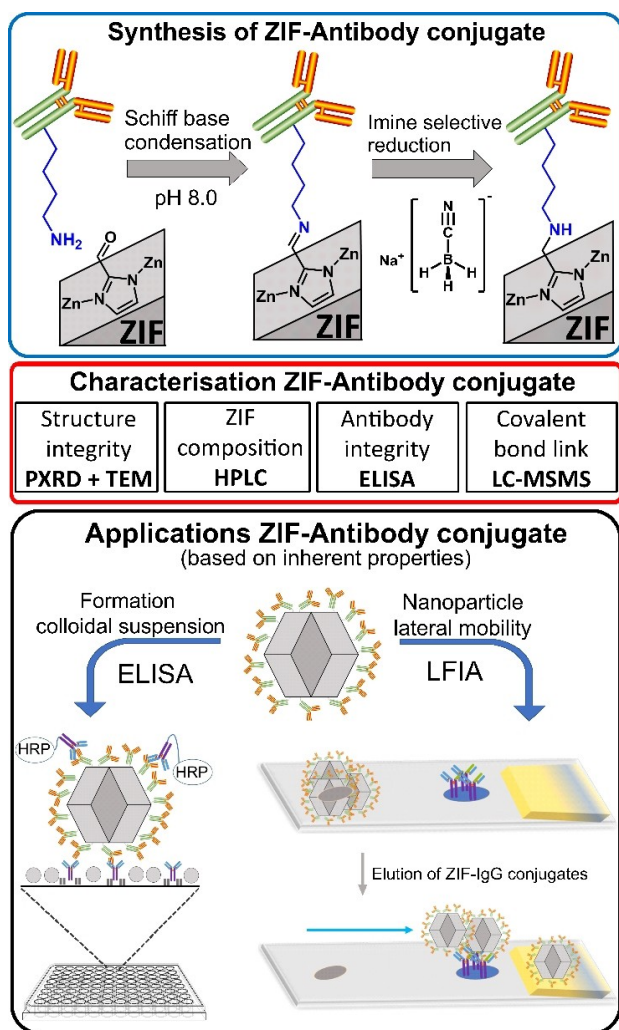 Synthesis of ZIF-Antibody conjugate
Schiff base
condensation
pH 8.0
Imine selective
reduction
NH2
O
Zn
N
N
Zn
ZIF
N
Zn
N
N
Zn
ZIF
Na+
N
C
B
H
H
H
-
NH
Zn
N
N
Zn
ZIF
Characterisation ZIF-Antibody conjugate
Structure
integrity
PXRD + TEM
ZIF
composition
HPLC
Antibody
integrity
ELISA
Covalent
bond link
LC-MSMS
Applications ZIF-Antibody conjugate
(based on inherent properties)
Formation
colloidal suspension
ELISA
Nanoparticle
lateral mobility
LFIA
HRP
HRP
Elution of ZIF-IgG conjugates